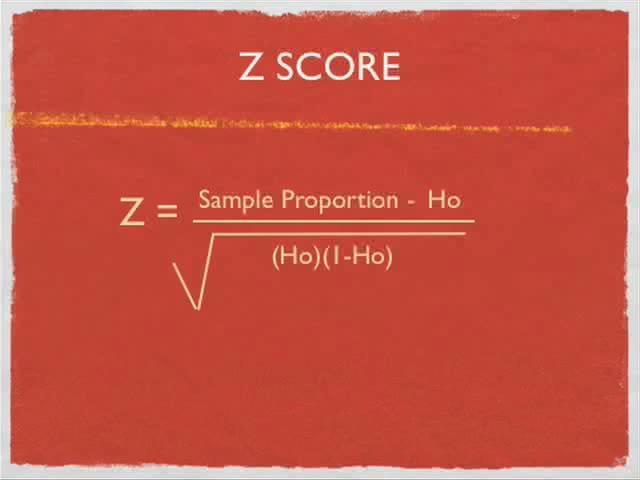 Z SCORE
Z = Sample Proportion - Ho
(Ho)(1-Ho)